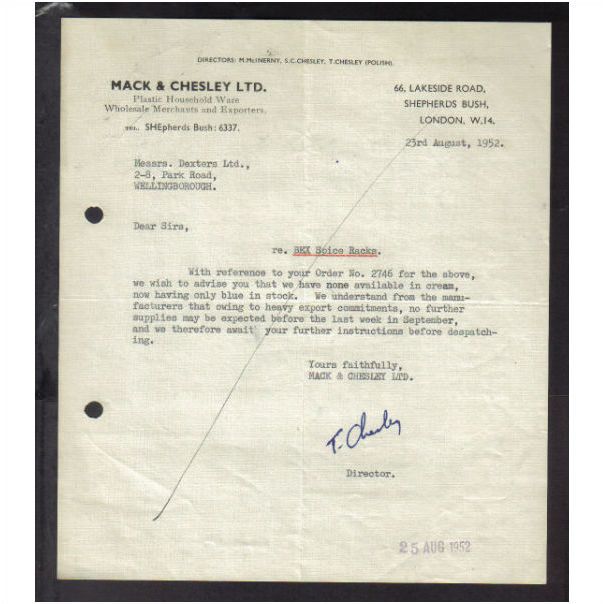 DIRECTORS: M.McINERNY, S.C.CHESLEY, T.CHESLEY (POLISH).
MACK & CHESLEY LTD.
Plastic Household Ware
Wholesale Merchants and Exporters.
TEL. SHEpherds Bush: 6337.
66, LAKESIDE ROAD,
SHEPHERDS BUSH,
LONDON, W.14.
23rd August, 1952.
Messrs. Dexters Ltd.,
2-8, Park Road,
WELLINGBOROUGH.
Dear Sirs,
re. BEX Spice Racks.
With reference to your Order No. 2746 for the above,
we wish to advise you that we have none available in cream,
now having only blue in stock. We understand from the manu-
facturers that owing to heavy export commitments, no further
supplies may be expected before the last week in September,
and we therefore await your further instructions before despatch-
ing.
Yours faithfully,
MACK & CHESLEY LTD.
T. Chesley
Director.
25 AUG 1952